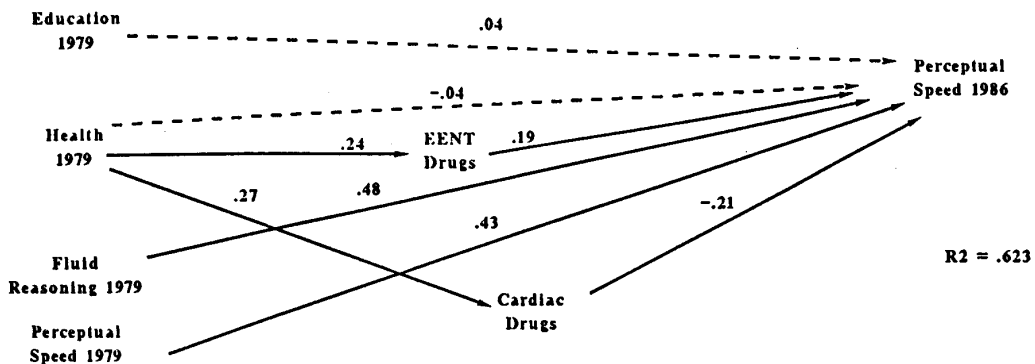 Education
1979
.04
Perceptual
Speed 1986
-.04
Health
1979
.24
EENT
Drugs
.19
.27
.48
.43
-.21
Fluid
Reasoning 1979
R2 = .623
Cardiac
Drugs
Perceptual
Speed 1979